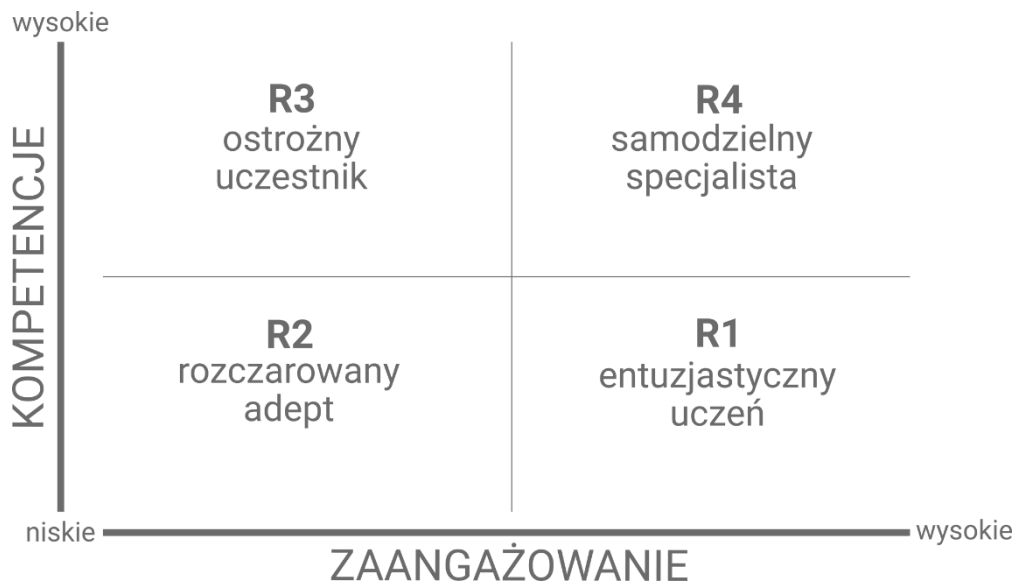 wysokie
KOMPETENCJE
R3
ostrożny
uczestnik
R4
samodzielny
specjalista
R2
rozczarowany
adept
R1
entuzjastyczny
uczeń
niskie
wysokie
ZAANGAŻOWANIE